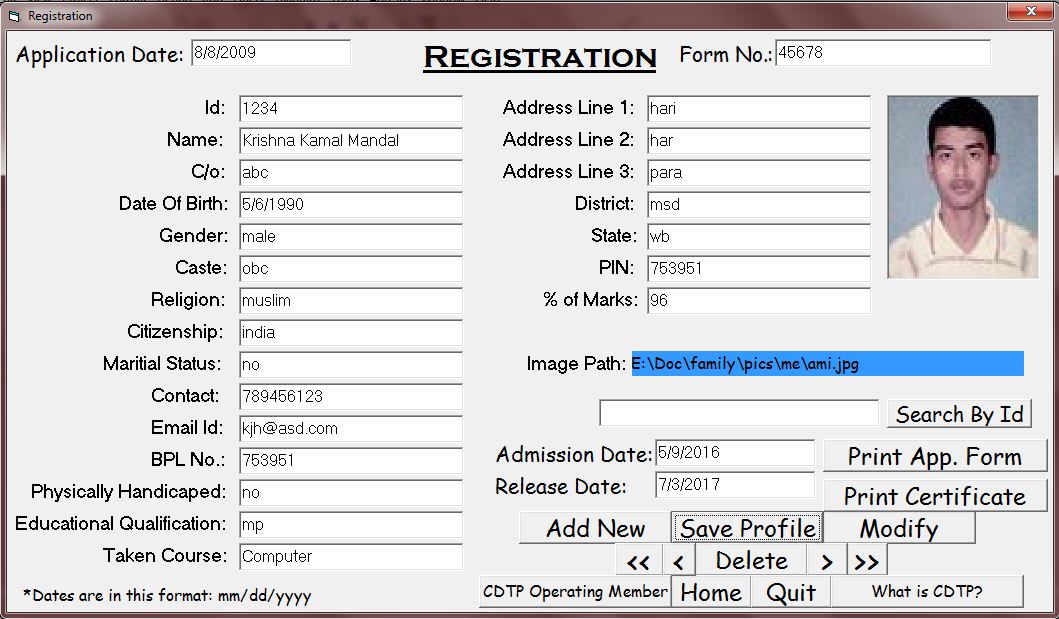 Registration
Application Date: 8/8/2009
REGISTRATION
Form No.: 45678
Id: 1234
Name: Krishna Kamal Mandal
C/o: abc
Date Of Birth: 5/6/1990
Gender: male
Caste: obc
Religion: muslim
Citizenship: india
Maritial Status: no
Contact: 789456123
Email Id: kjh@asd.com
BPL No.: 753951
Physically Handicaped: no
Educational Qualification: mp
Taken Course: Computer
*Dates are in this format: mm/dd/yyyy
Address Line 1: hari
Address Line 2: har
Address Line 3: para
District: msd
State: wb
PIN: 753951
% of Marks: 96
Image Path: E:\Doc\family\pics\me\ami.jpg
Search By Id
Admission Date: 5/9/2016
Print App. Form
Release Date: 7/3/2017
Print Certificate
Add New Save Profile Modify
<< < Delete > >>
CDTP Operating Member Home Quit What is CDTP?